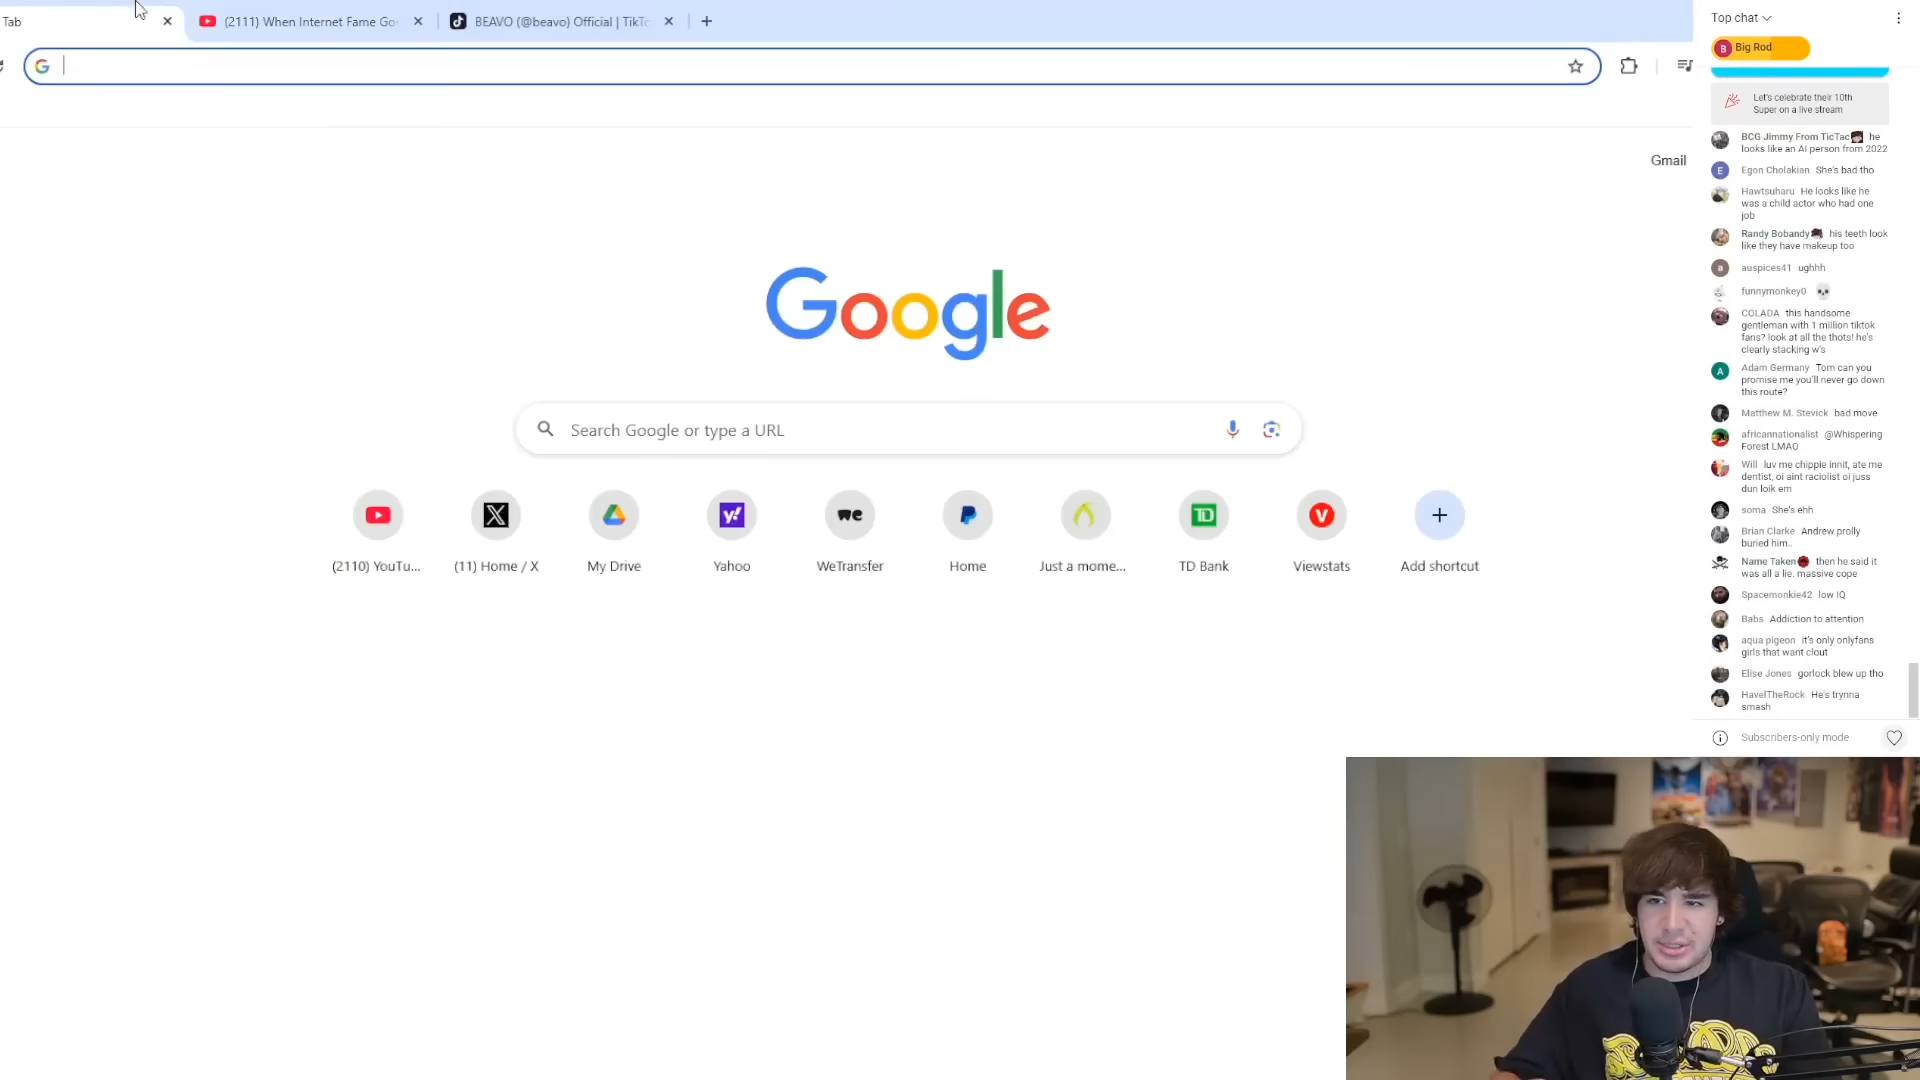 Tab
(2111) When Internet Fame Go
BEAVO (@beavo) Official | TikTo
Gmail
Google
Search Google or type a URL
(2110) YouTu...
(11) Home / X
My Drive
Yahoo
WeTransfer
Home
Just a mome...
TD Bank
Viewstats
Add shortcut
Top chat
B Big Rod
Let's celebrate their 10th
Super on a live stream
BCG Jimmy From TicTac he
looks like an AI person from 2022
E Egon Cholakian She's bad tho
Hawtsuharu He looks like he
was a child actor who had one
job
Randy Bobandy his teeth look
like they have makeup too
a auspices41 ughhh
funnymonkey0
COLADA this handsome
gentleman with 1 million tiktok
fans? look at all the thots! he's
clearly stacking w's
A Adam Germany Tom can you
promise me you'll never go down
this route?
Matthew M. Stevick bad move
africannationalist @Whispering
Forest LMAO
Will luv me chippie innit, ate me
dentist, oi aint raciolist oi juss
dun loik em
soma She's ehh
Brian Clarke Andrew prolly
buried him..
Name Taken then he said it
was all a lie. massive cope
Spacemonkie42 low IQ
Babs Addiction to attention
aqua pigeon it's only onlyfans
girls that want clout
Elise Jones gorlock blew up tho
HavelTheRock He's trynna
smash
Subscribers-only mode